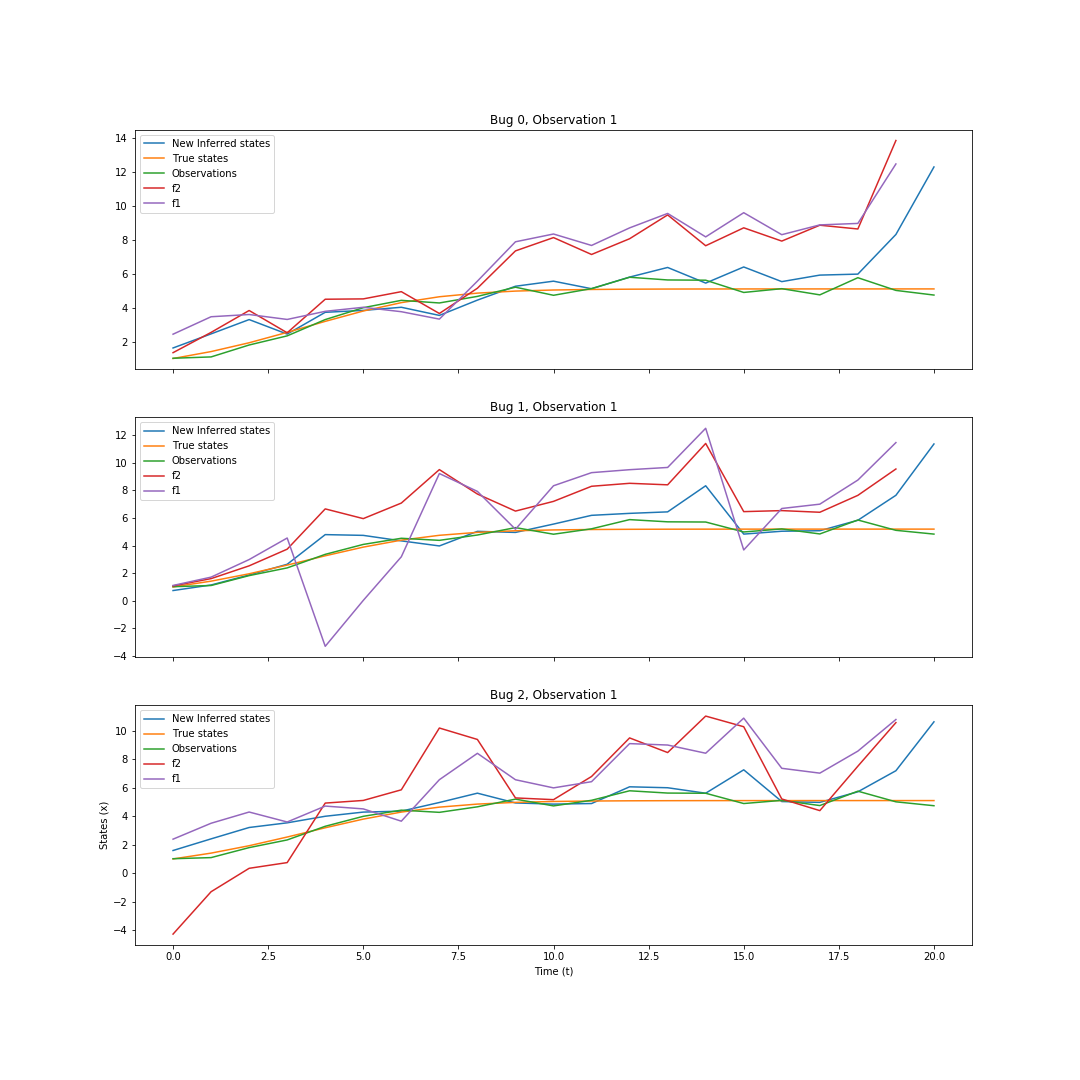 Bug 0, Observation 1
14
12
10
8
6
4
2
New Inferred states
True states
Observations
f2
f1
Bug 1, Observation 1
12
10
8
6
4
2
0
−2
−4
New Inferred states
True states
Observations
f2
f1
Bug 2, Observation 1
10
8
6
4
2
0
−2
−4
States (x)
New Inferred states
True states
Observations
f2
f1
0.0 2.5 5.0 7.5 10.0 12.5 15.0 17.5 20.0
Time (t)